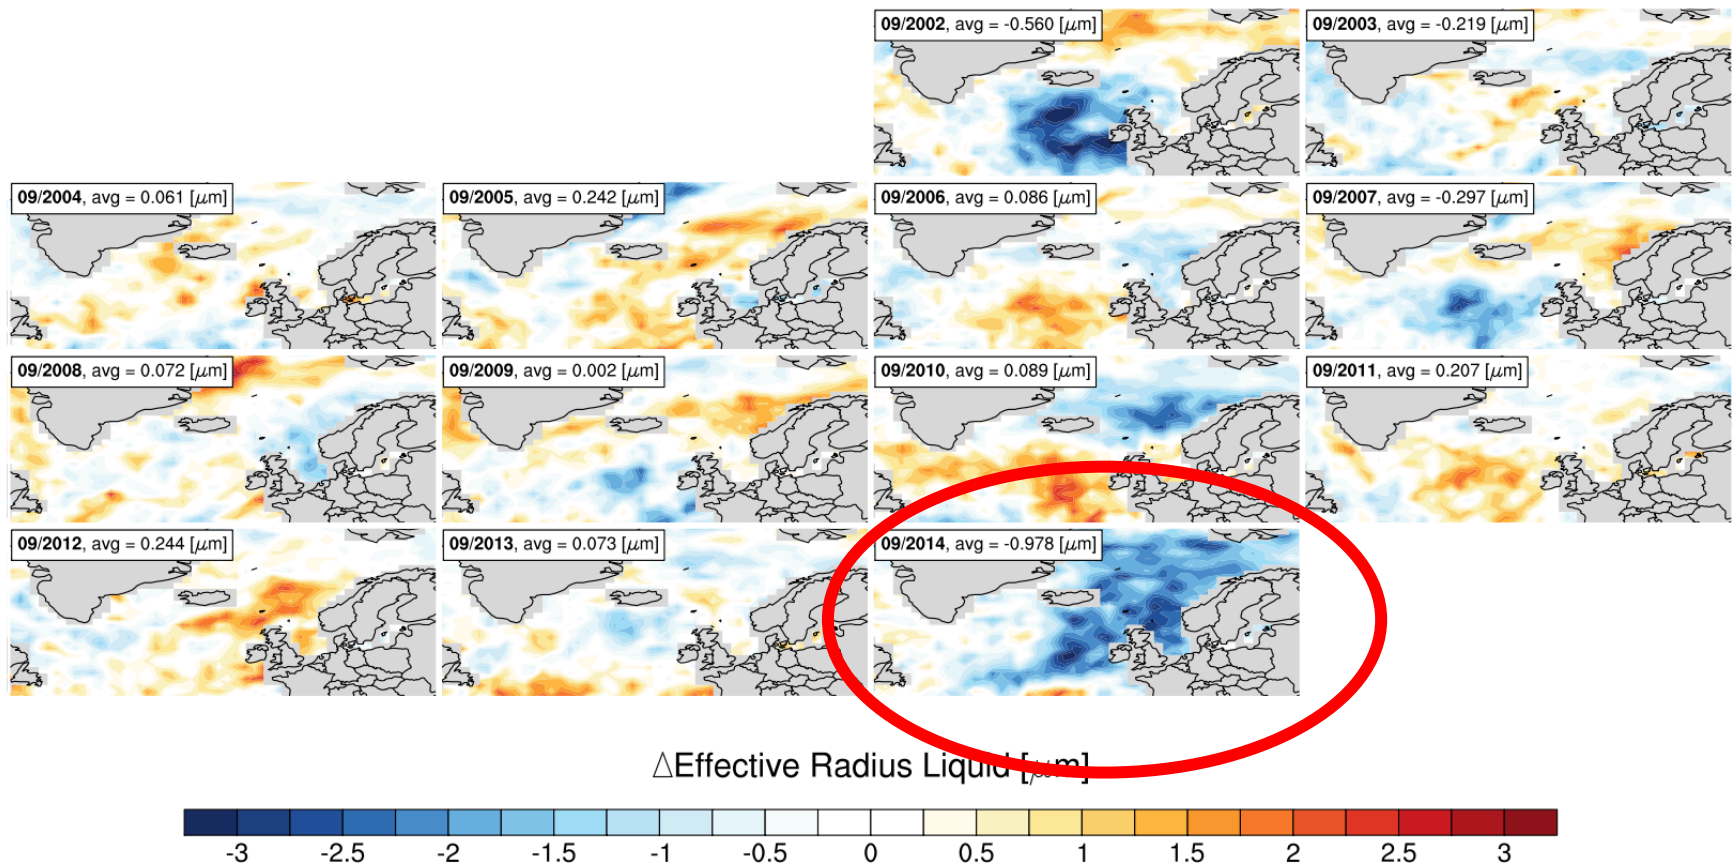 09/2002, avg = -0.560 [μm]
09/2003, avg = -0.219 [μm]
09/2004, avg = 0.061 [μm]
09/2005, avg = 0.242 [μm]
09/2006, avg = 0.086 [μm]
09/2007, avg = -0.297 [μm]
09/2008, avg = 0.072 [μm]
09/2009, avg = 0.002 [μm]
09/2010, avg = 0.089 [μm]
09/2011, avg = 0.207 [μm]
09/2012, avg = 0.244 [μm]
09/2013, avg = 0.073 [μm]
09/2014, avg = -0.978 [μm]
ΔEffective Radius Liquid [μm]
-3 -2.5 -2 -1.5 -1 -0.5 0 0.5 1 1.5 2 2.5 3